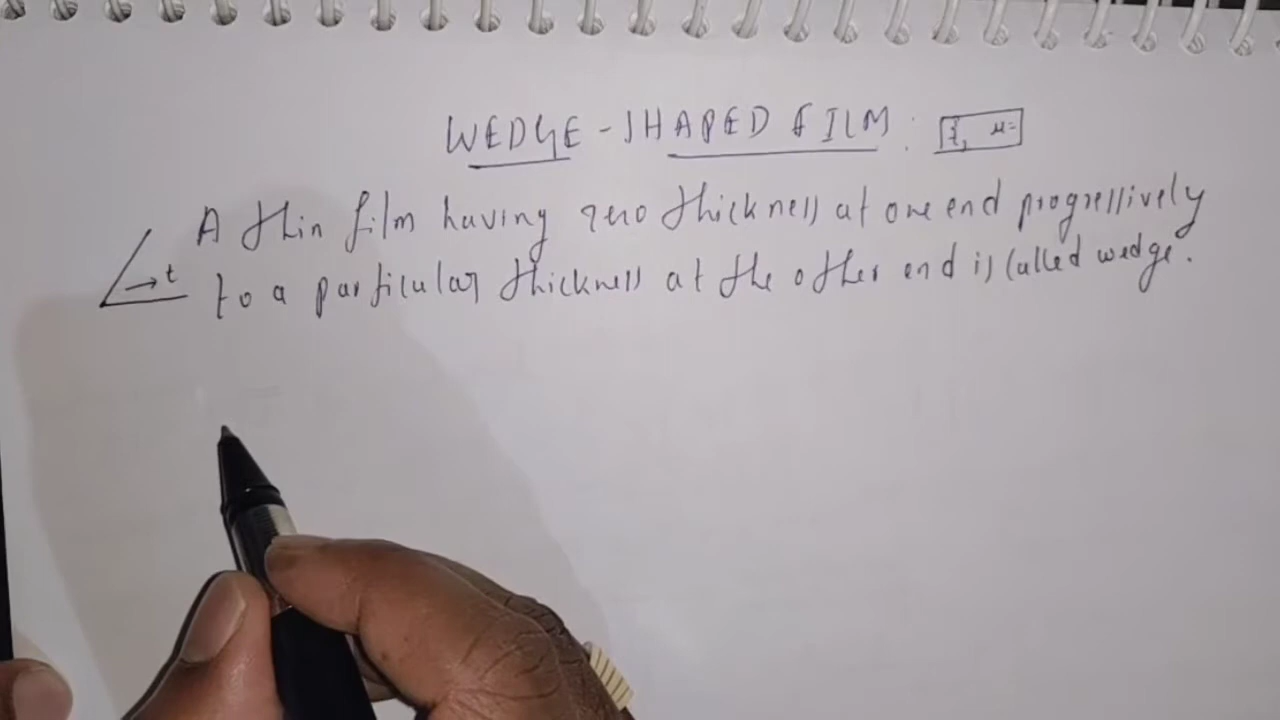 WEDGE-SHAPED FILM: t, μ=
A thin film having zero thickness at one end progressively
to a particular thickness at the other end is called wedge.
t